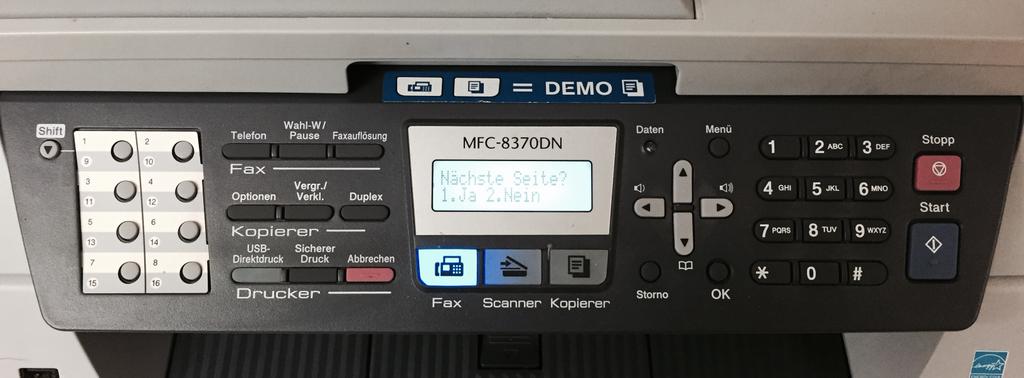 = DEMO
Shift
1
2
9
10
3
4
11
12
5
6
13
14
7
8
15
16
Telefon
Wahl-W/
Pause
Faxauflösung
Fax
Optionen
Vergr./
Verkl.
Duplex
Kopierer
USB-
Direktdruck
Sicherer
Druck
Abbrechen
Drucker
MFC-8370DN
Nächste Seite?
1.Ja 2.Nein
Fax
Scanner
Kopierer
Daten
Menü
Storno
OK
1
2 ABC
3 DEF
4 GHI
5 JKL
6 MNO
7 PQRS
8 TUV
9 WXYZ
*
0
#
Stopp
Start